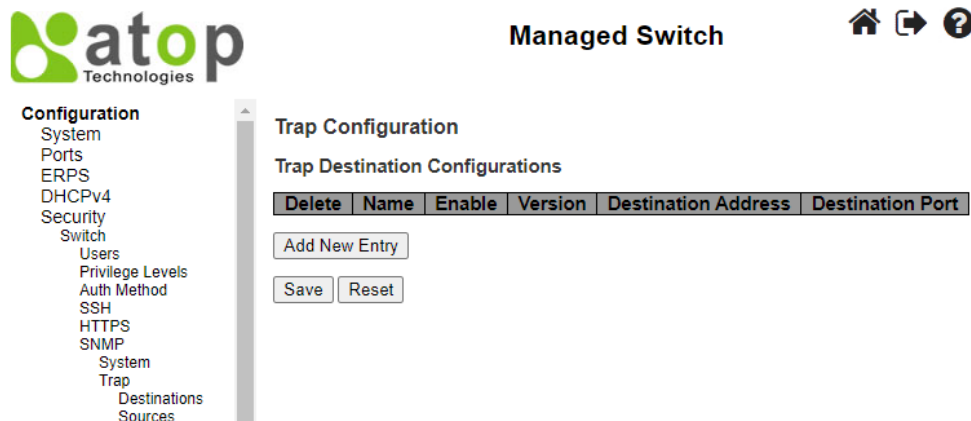 atop
Technologies
Managed Switch
Configuration
System
Ports
ERPS
DHCPv4
Security
Switch
Users
Privilege Levels
Auth Method
SSH
HTTPS
SNMP
System
Trap
Destinations
Sources
Trap Configuration
Trap Destination Configurations
Delete Name Enable Version Destination Address Destination Port
Add New Entry
Save Reset